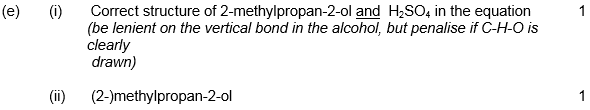 (e) (i) Correct structure of 2-methylpropan-2-ol and H₂SO₄ in the equation 1
(be lenient on the vertical bond in the alcohol, but penalise if C-H-O is
clearly
drawn)
(ii) (2-)methylpropan-2-ol 1